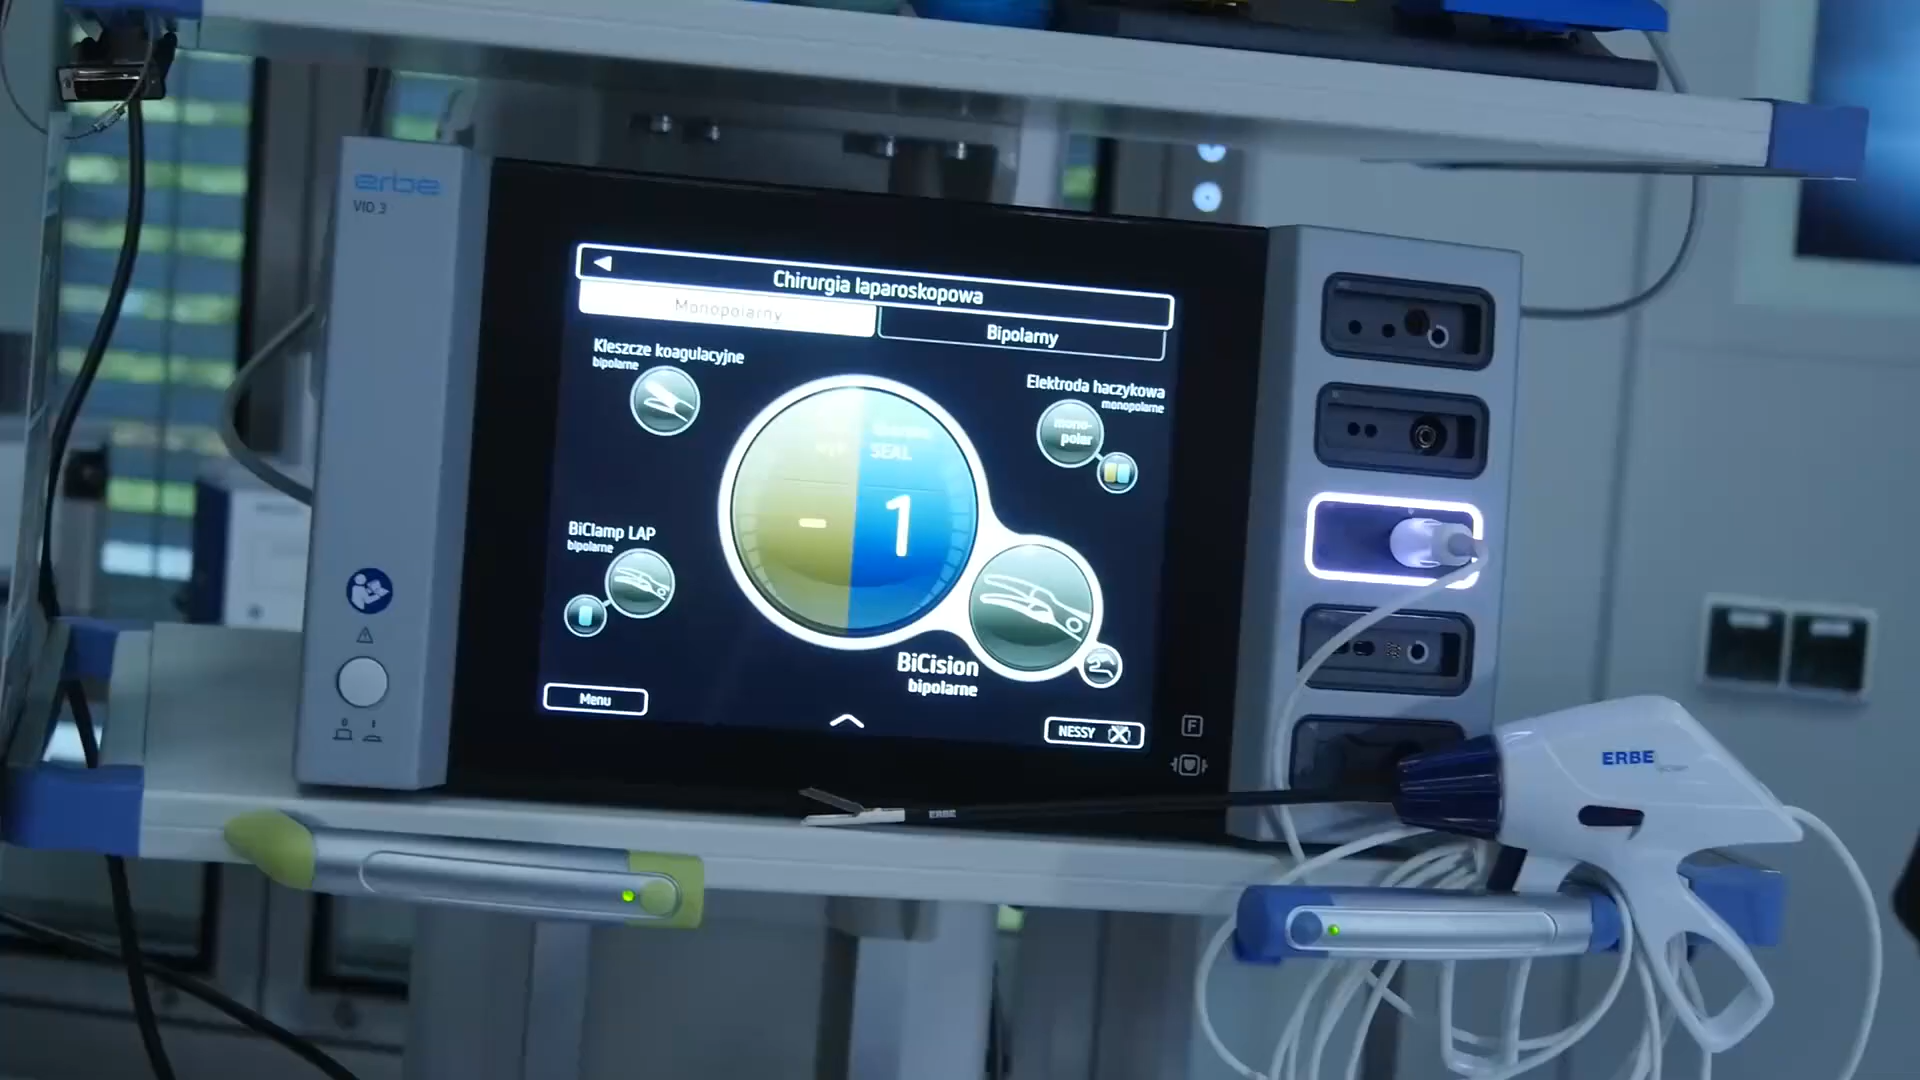 erbe
VIO 3
Chirurgia laparoskopowa
Monopolarny
Bipolarny
Kleszcze koagulacyjne
bipolarne
Elektroda haczykowa
monopolarne
mono-
polar
SEAL
-
1
BiClamp LAP
bipolarne
BiCision
bipolarne
Menu
NESSY
F
ERBE
ERBE